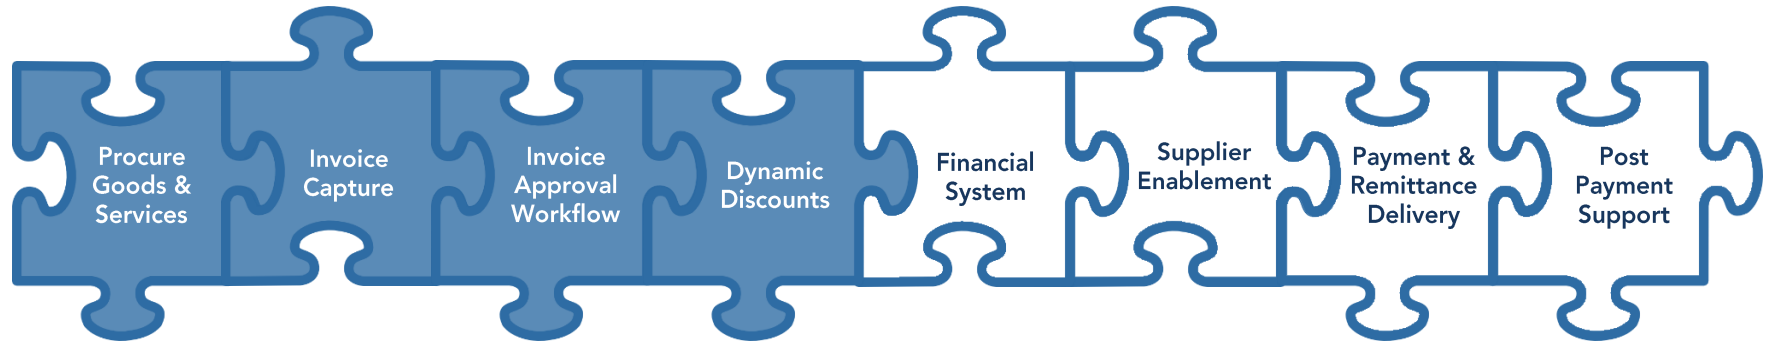 Procure
Goods &
Services
Invoice
Capture
Invoice
Approval
Workflow
Dynamic
Discounts
Financial
System
Supplier
Enablement
Payment &
Remittance
Delivery
Post
Payment
Support